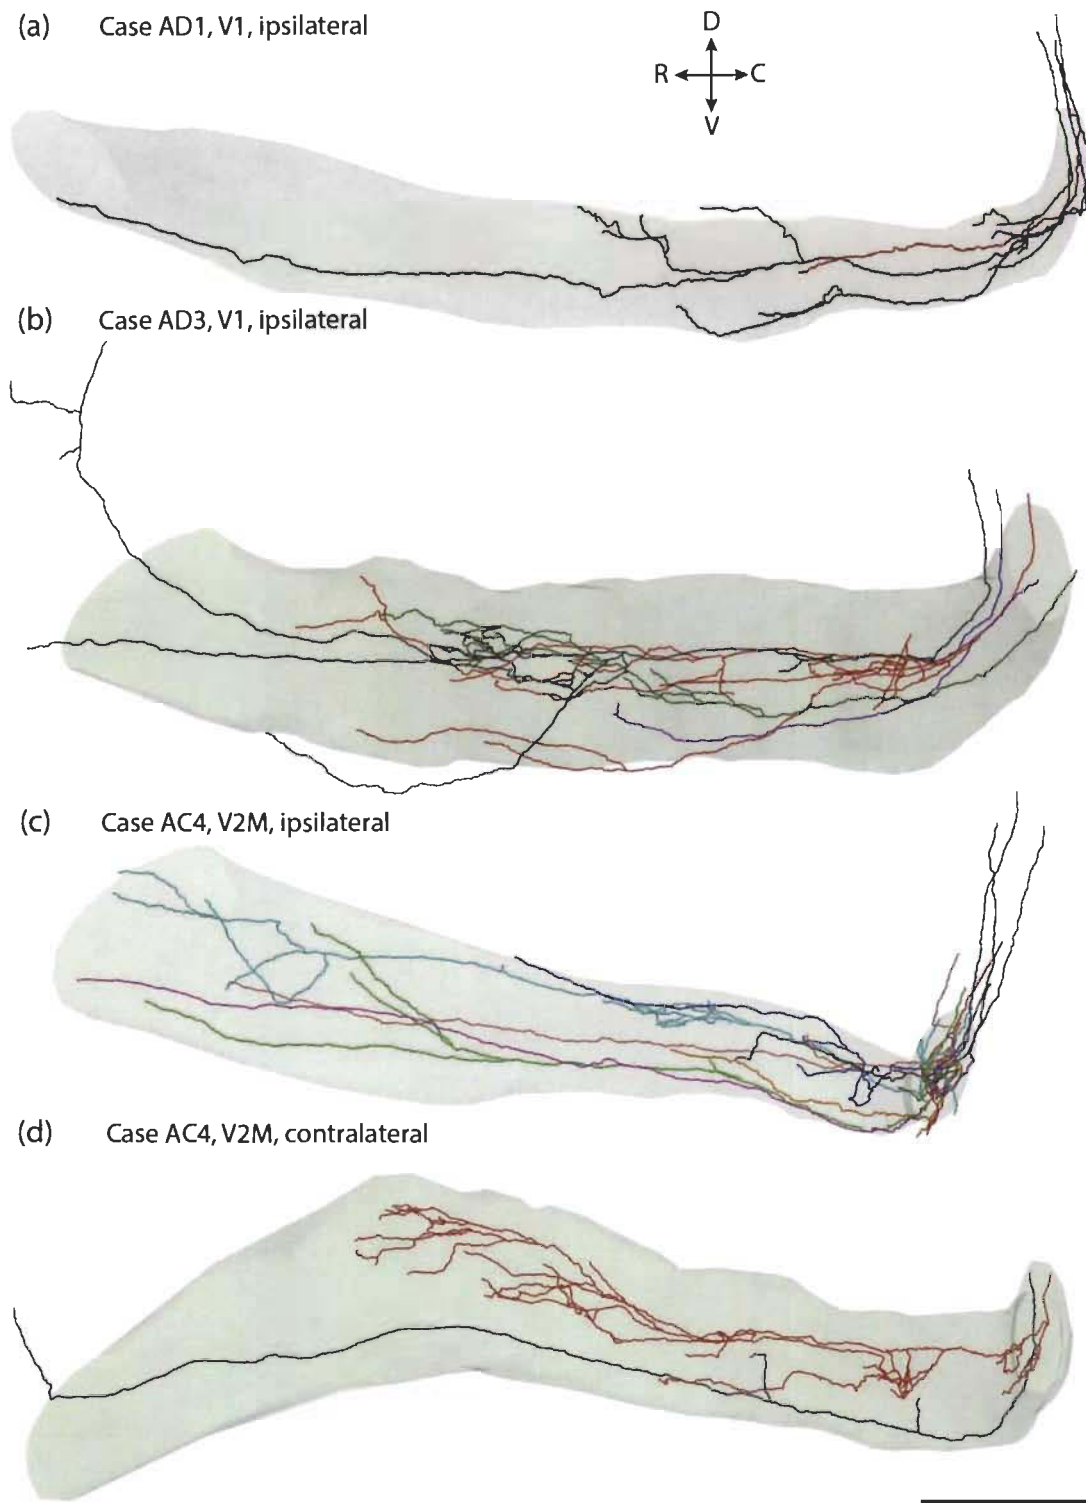 (a) Case AD1, V1, ipsilateral
D
R C
V
(b) Case AD3, V1, ipsilateral
(c) Case AC4, V2M, ipsilateral
(d) Case AC4, V2M, contralateral